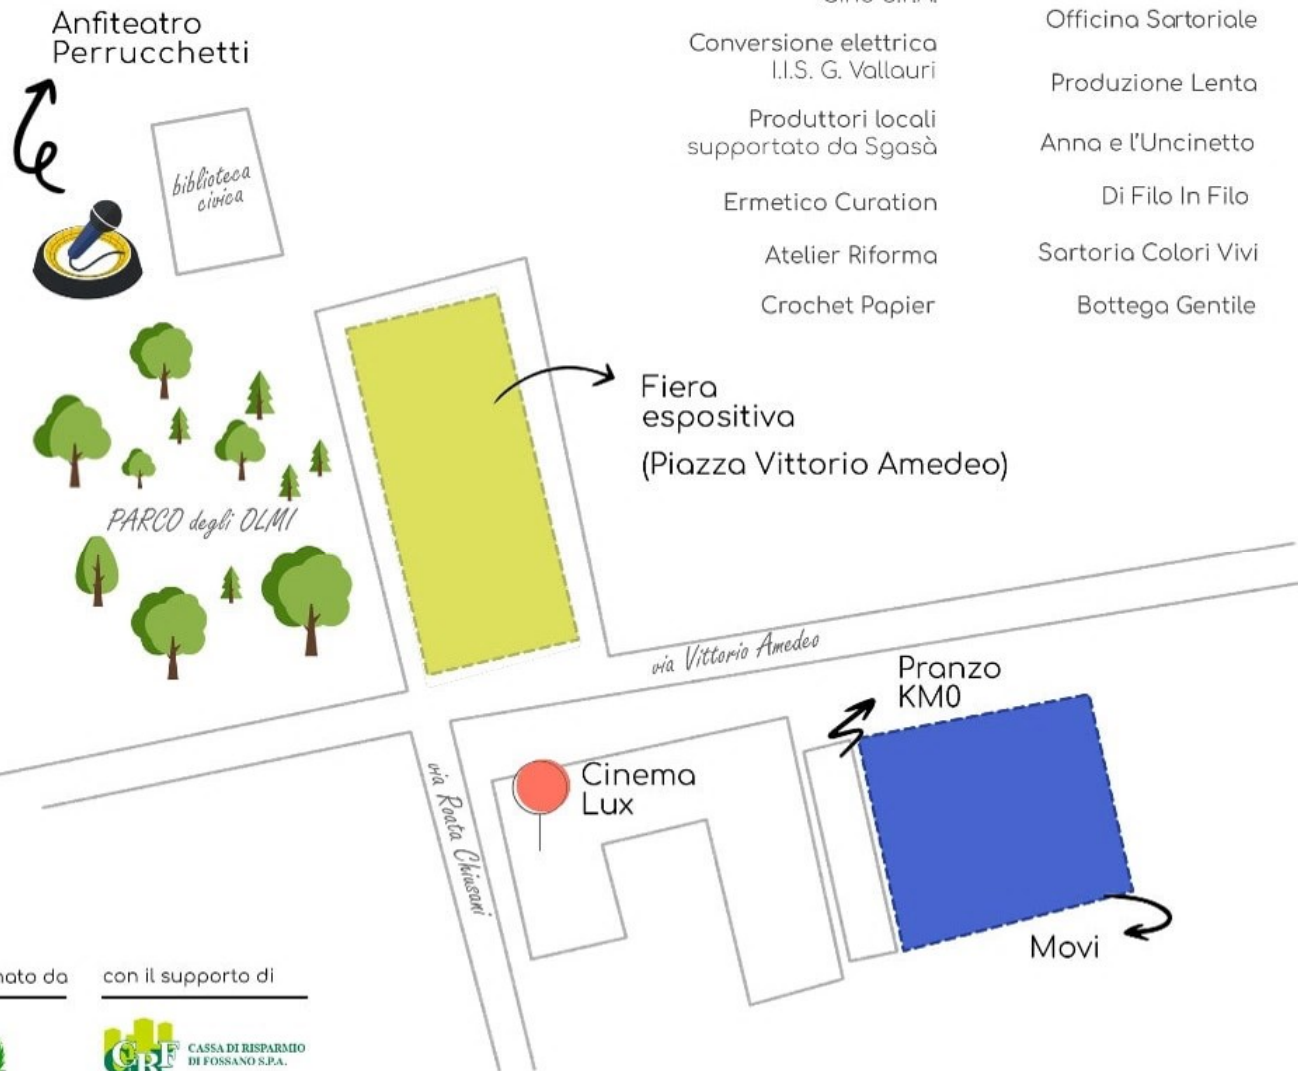 Anfiteatro
Perrucchetti
Conversione elettrica
I.I.S. G. Vallauri
Produttori locali
supportato da Sgasà
Ermetico Curation
Atelier Riforma
Crochet Papier
Officina Sartoriale
Produzione Lenta
Anna e l'Uncinetto
Di Filo In Filo
Sartoria Colori Vivi
Bottega Gentile
biblioteca
civica
Fiera
espositiva
(Piazza Vittorio Amedeo)
PARCO degli OLMI
via Vittorio Amedeo
Pranzo
KM0
Cinema
Lux
via Roata Chiusani
Movi
da
con il supporto di
CRF
CASSA DI RISPARMIO
DI FOSSANO S.P.A.